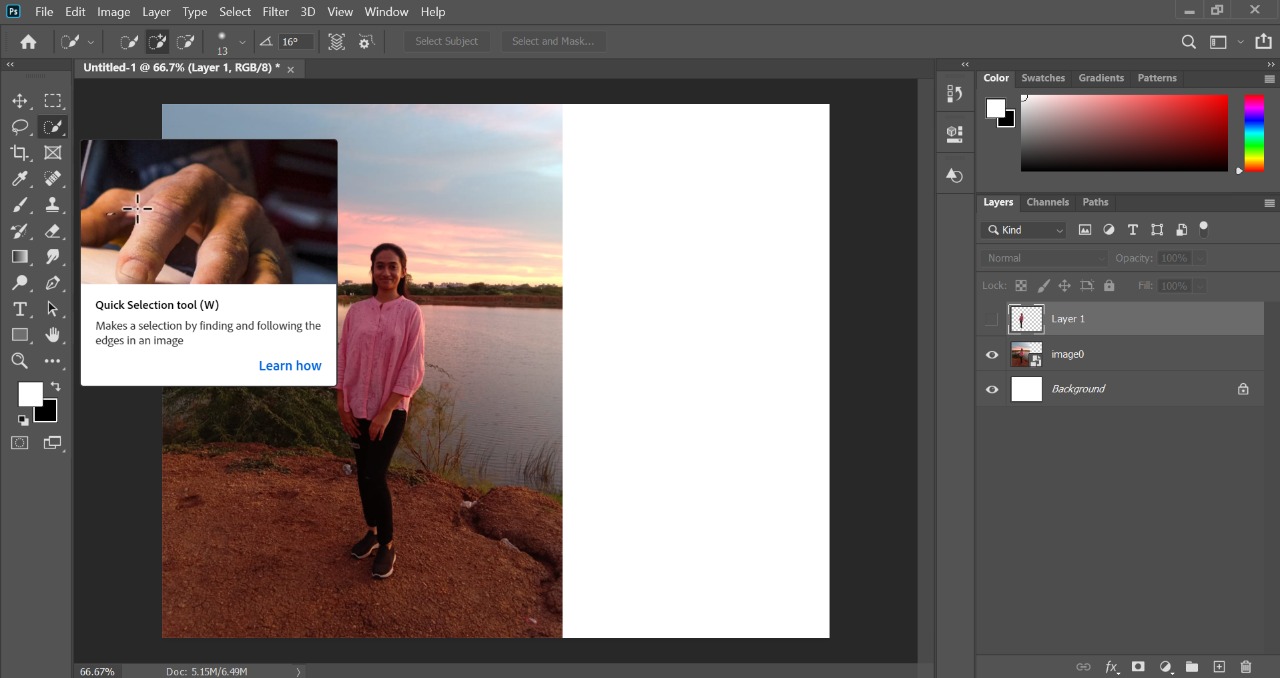 Ps File Edit Image Layer Type Select Filter 3D View Window Help
13 16° Select Subject Select and Mask...
Untitled-1 @ 66.7% (Layer 1, RGB/8) *
Color Swatches Gradients Patterns
Quick Selection tool (W)
Makes a selection by finding and following the
edges in an image
Learn how
Layers Channels Paths
Kind
Normal Opacity: 100%
Lock: Fill: 100%
Layer 1
image0
Background
fx
66.67% Doc: 5.15M/6.49M